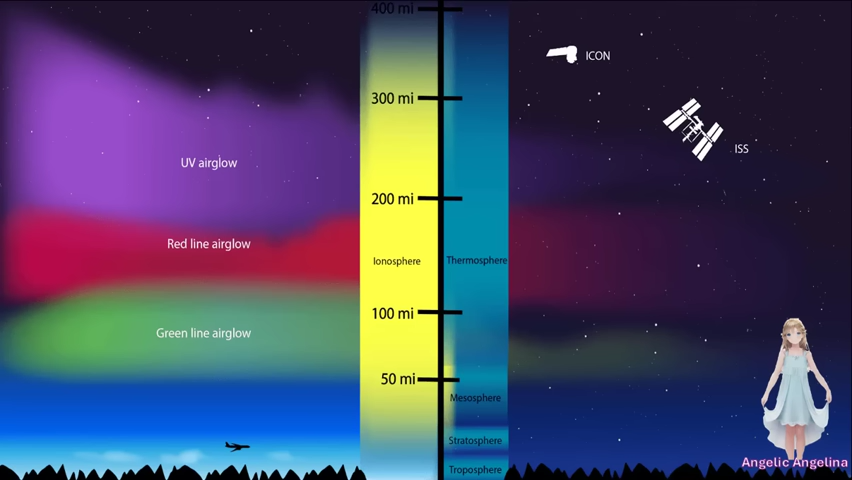 400 mi
ICON
300 mi
ISS
UV airglow
200 mi
Red line airglow
Ionosphere
Thermosphere
100 mi
Green line airglow
50 mi
Mesosphere
Stratosphere
Troposphere
Angelic Angelina